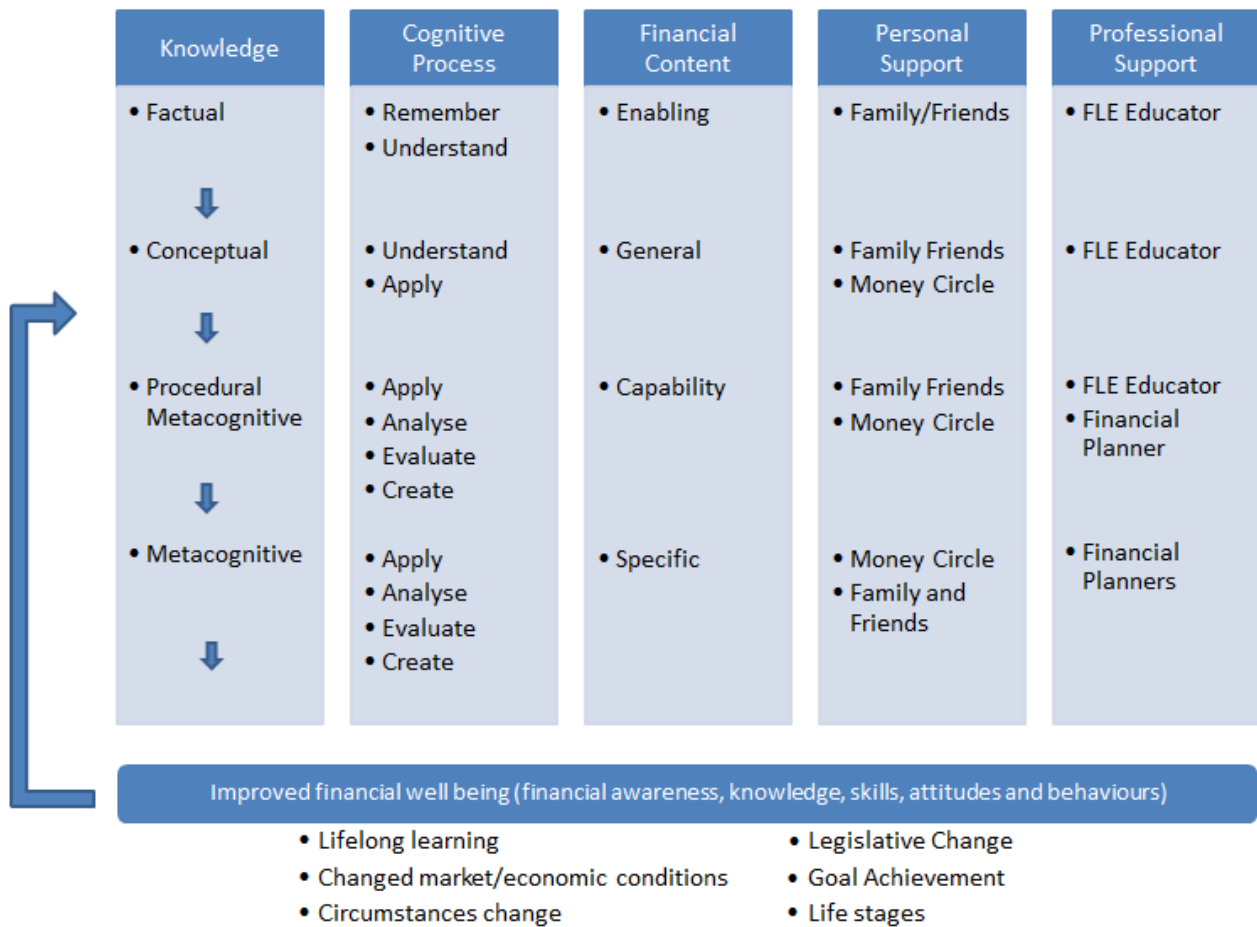 Knowledge
Cognitive
Process
Financial
Content
Personal
Support
Professional
Support
• Factual
• Remember
• Understand
• Enabling
• Family/Friends
• FLE Educator
• Conceptual
• Understand
• Apply
• General
• Family Friends
• Money Circle
• FLE Educator
• Procedural
Metacognitive
• Apply
• Analyse
• Evaluate
• Create
• Capability
• Family Friends
• Money Circle
• FLE Educator
• Financial
Planner
• Metacognitive
• Apply
• Analyse
• Evaluate
• Create
• Specific
• Money Circle
• Family and
Friends
• Financial
Planners
Improved financial well being (financial awareness, knowledge, skills, attitudes and behaviours)
• Lifelong learning
• Changed market/economic conditions
• Circumstances change
• Legislative Change
• Goal Achievement
• Life stages